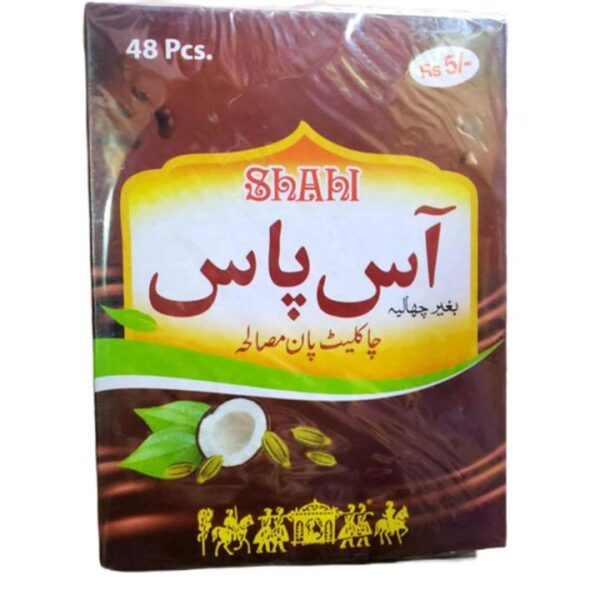 48 Pcs.
Rs 5/-
ShAhI
آس پاس
بغیر چھالیہ
چاکلیٹ پان مصالحہ